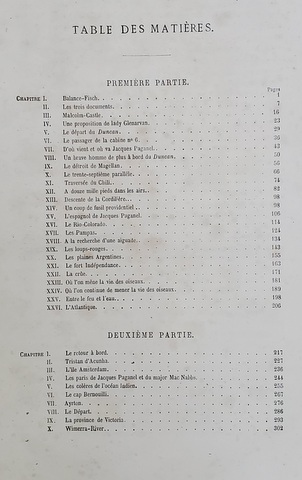 TABLE DES MATIÈRES.
PREMIÈRE PARTIE.
Pages
CHAPITRE I. Balance-Fisch. 1
II. Les trois documents. 7
III. Malcolm-Castle. 16
IV. Une proposition de lady Glenarvan. 23
V. Le départ du Duncan. 29
VI. Le passager de la cabine no 6. 36
VII. D'où vient et où va Jacques Paganel. 43
VIII. Un brave homme de plus à bord du Duncan. 50
IX. Le détroit de Magellan. 56
X. Le trente-septième parallèle. 66
XI. Traversée du Chili. 74
XII. A douze mille pieds dans les airs. 82
XIII. Descente de la Cordillère. 98
XIV. Un coup de fusil providentiel. 98
XV. L'espagnol de Jacques Paganel. 106
XVI. Le Rio-Colorado. 114
XVII. Les Pampas. 124
XVIII. A la recherche d'une aiguade. 134
XIX. Les loups-rouges. 143
XX. Les plaines Argentines. 155
XXI. Le fort Indépendance. 163
XXII. La crûe. 171
XXIII. Où l'on mène la vie des oiseaux. 181
XXIV. Où l'on continue de mener la vie des oiseaux. 189
XXV. Entre le feu et l'eau. 198
XXVI. L'Atlantique. 206
DEUXIÈME PARTIE.
CHAPITRE I. Le retour à bord. 217
II. Tristan d'Acunha. 227
III. L'île Amsterdam. 236
IV. Les paris de Jacques Paganel et du major Mac Nabbs. 244
V. Les colères de l'océan Indien. 255
VI. Le cap Bernouilli. 267
VII. Ayrton. 276
VIII. Le Départ. 286
IX. La province de Victoria. 293
X. Wimerra-River. 302